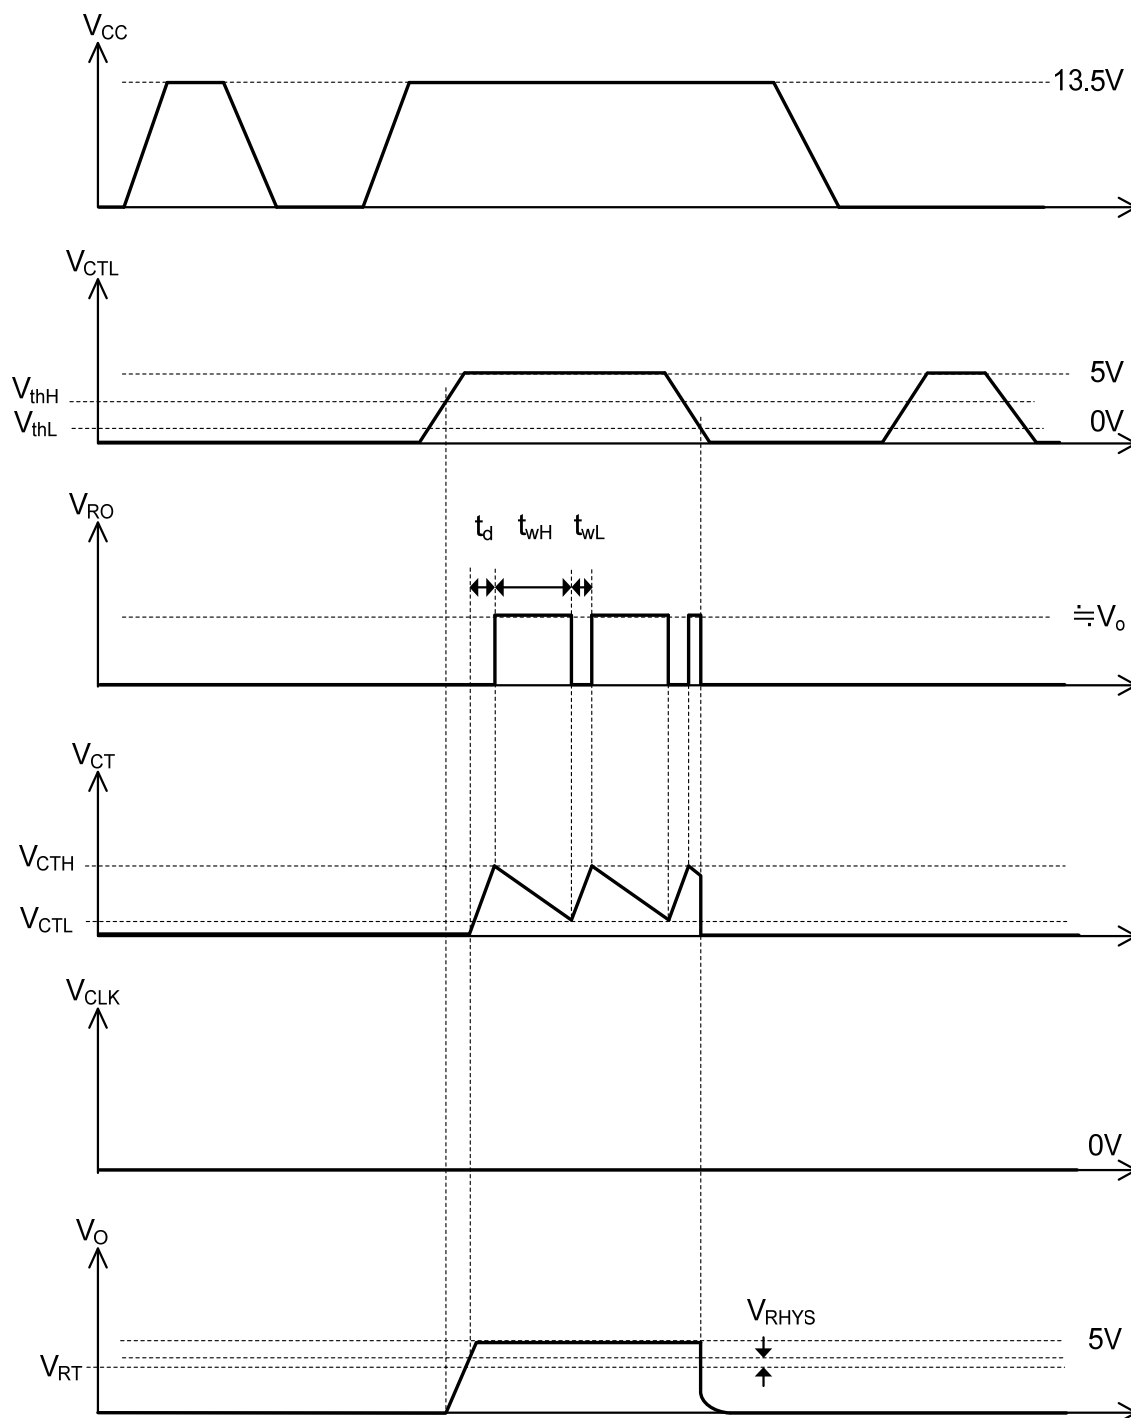 VCC
13.5V
VCTL
5V
VthH
VthL
0V
VRO
td
twH
twL
≒Vo
VCT
VCTH
VCTL
VCLK
0V
VO
VRHYS
5V
VRT